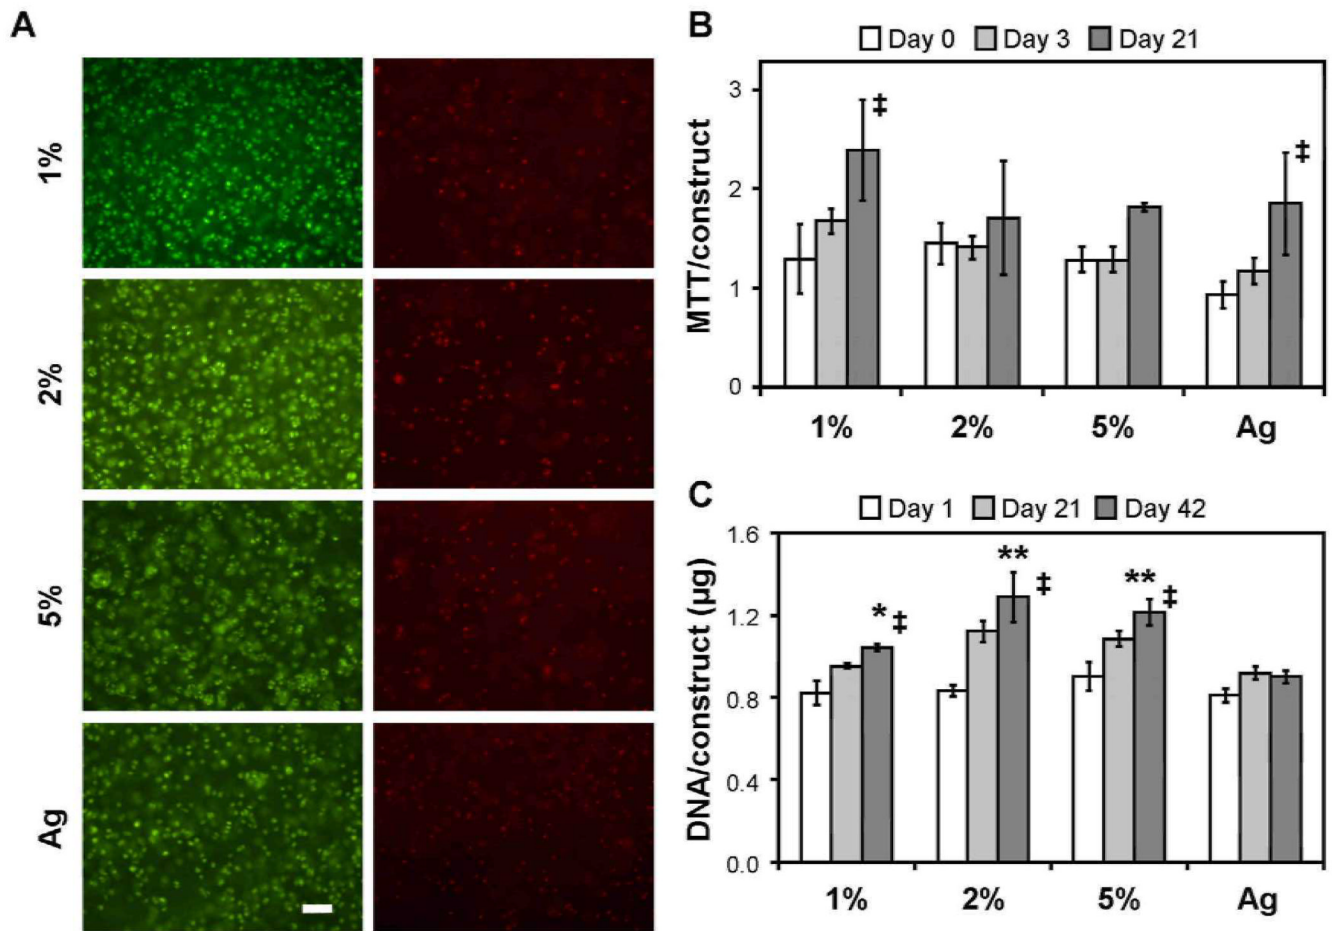 A
1%
2%
5%
Ag
B
Day 0 Day 3 Day 21
MTT/construct
3
2
1
0
‡
‡
1% 2% 5% Ag
C
Day 1 Day 21 Day 42
DNA/construct (µg)
1.6
1.2
0.8
0.4
0.0
* ‡
** ‡
** ‡
1% 2% 5% Ag